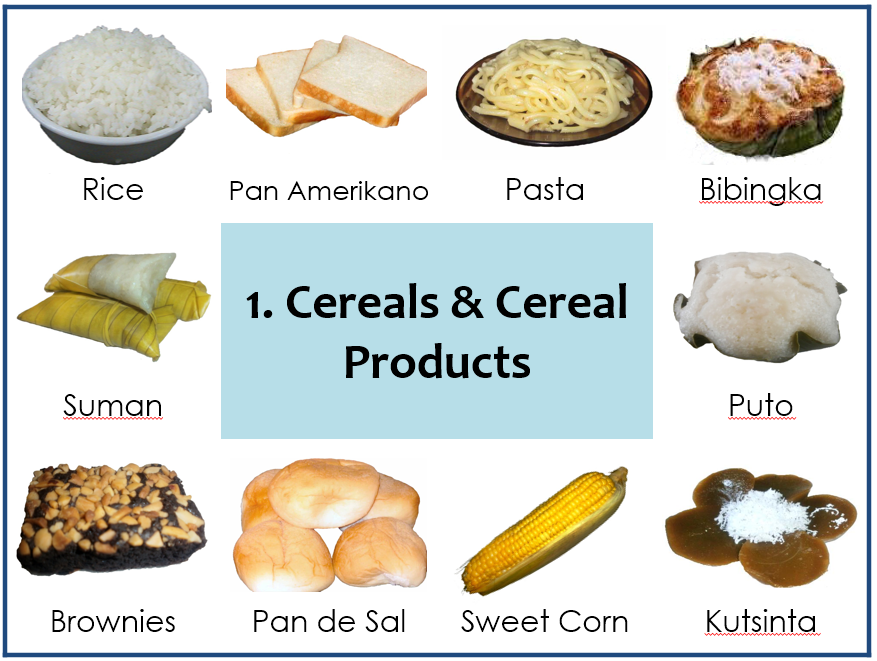 Rice
Pan Amerikano
Pasta
Bibingka
1. Cereals & Cereal
Products
Suman
Puto
Brownies
Pan de Sal
Sweet Corn
Kutsinta